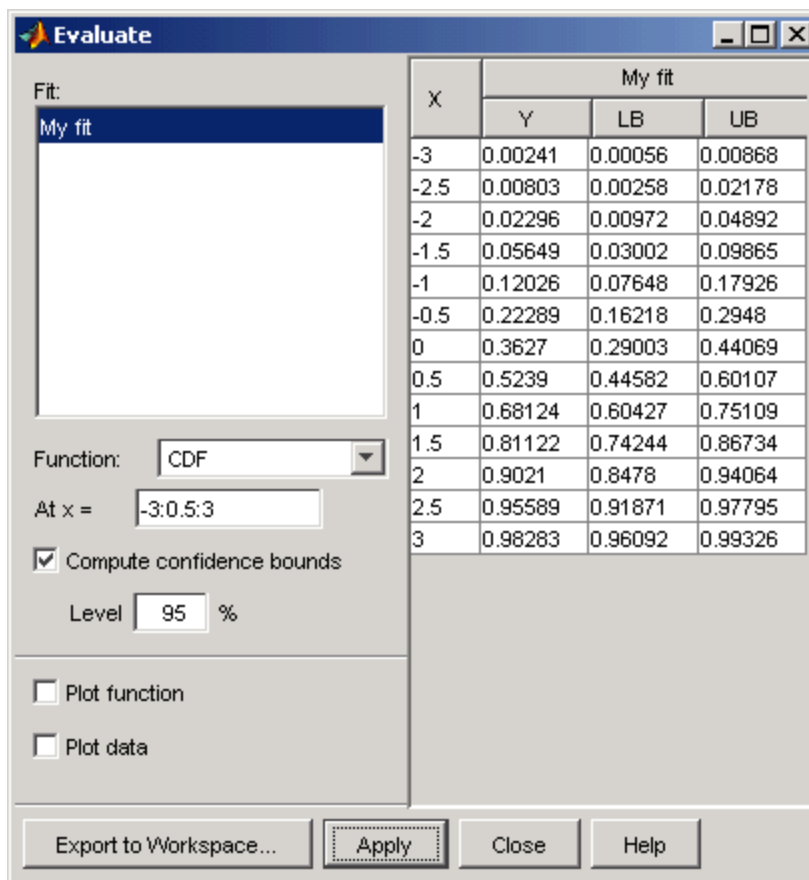 Evaluate
Fit:
My fit
Function: CDF
At x = -3:0.5:3
Compute confidence bounds
Level 95 %
Plot function
Plot data
X My fit
Y LB UB
-3 0.00241 0.00056 0.00868
-2.5 0.00803 0.00258 0.02178
-2 0.02296 0.00972 0.04892
-1.5 0.05649 0.03002 0.09865
-1 0.12026 0.07648 0.17926
-0.5 0.22289 0.16218 0.2948
0 0.3627 0.29003 0.44069
0.5 0.5239 0.44582 0.60107
1 0.68124 0.60427 0.75109
1.5 0.81122 0.74244 0.86734
2 0.9021 0.8478 0.94064
2.5 0.95589 0.91871 0.97795
3 0.98283 0.96092 0.99326
Export to Workspace... Apply Close Help